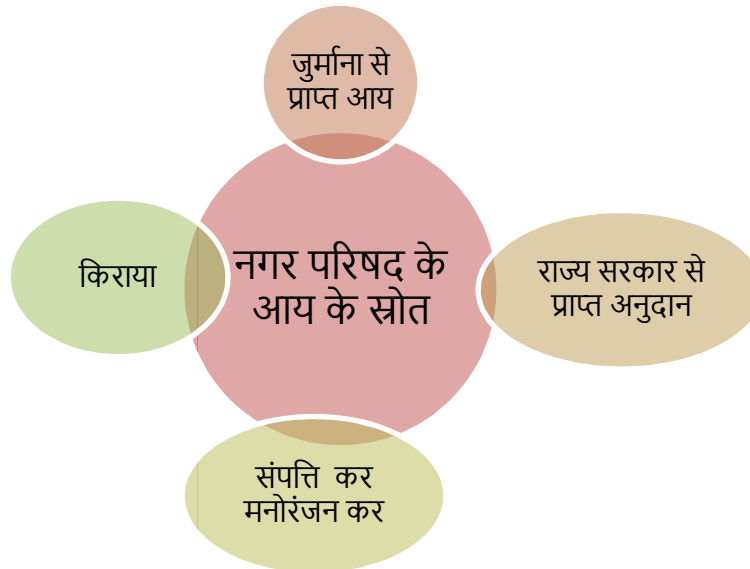 जुर्माना से
प्राप्त आय
किराया
नगर परिषद के
आय के स्रोत
राज्य सरकार से
प्राप्त अनुदान
संपत्ति कर
मनोरंजन कर